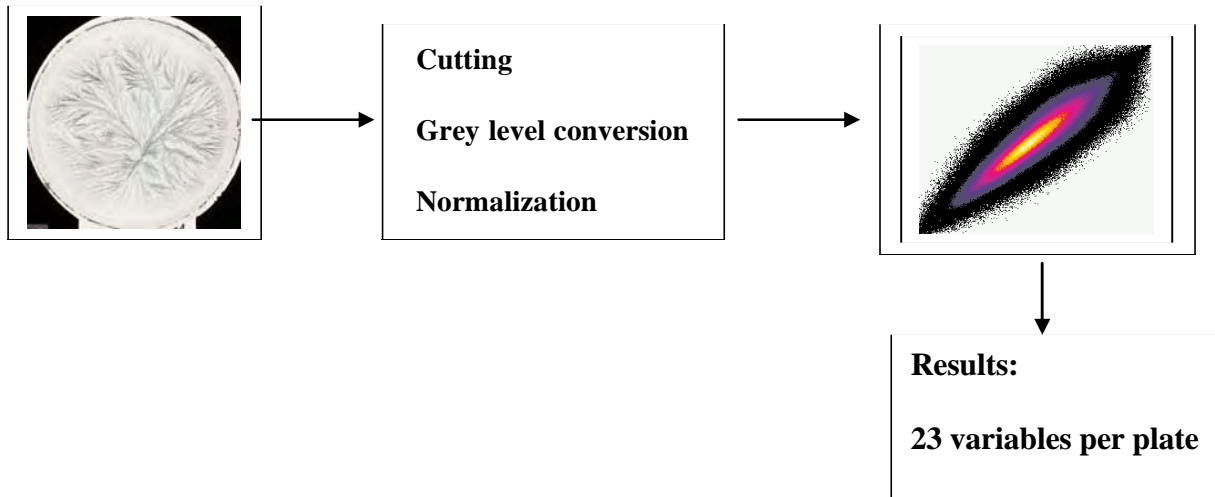 Cutting
Grey level conversion
Normalization
Results:
23 variables per plate